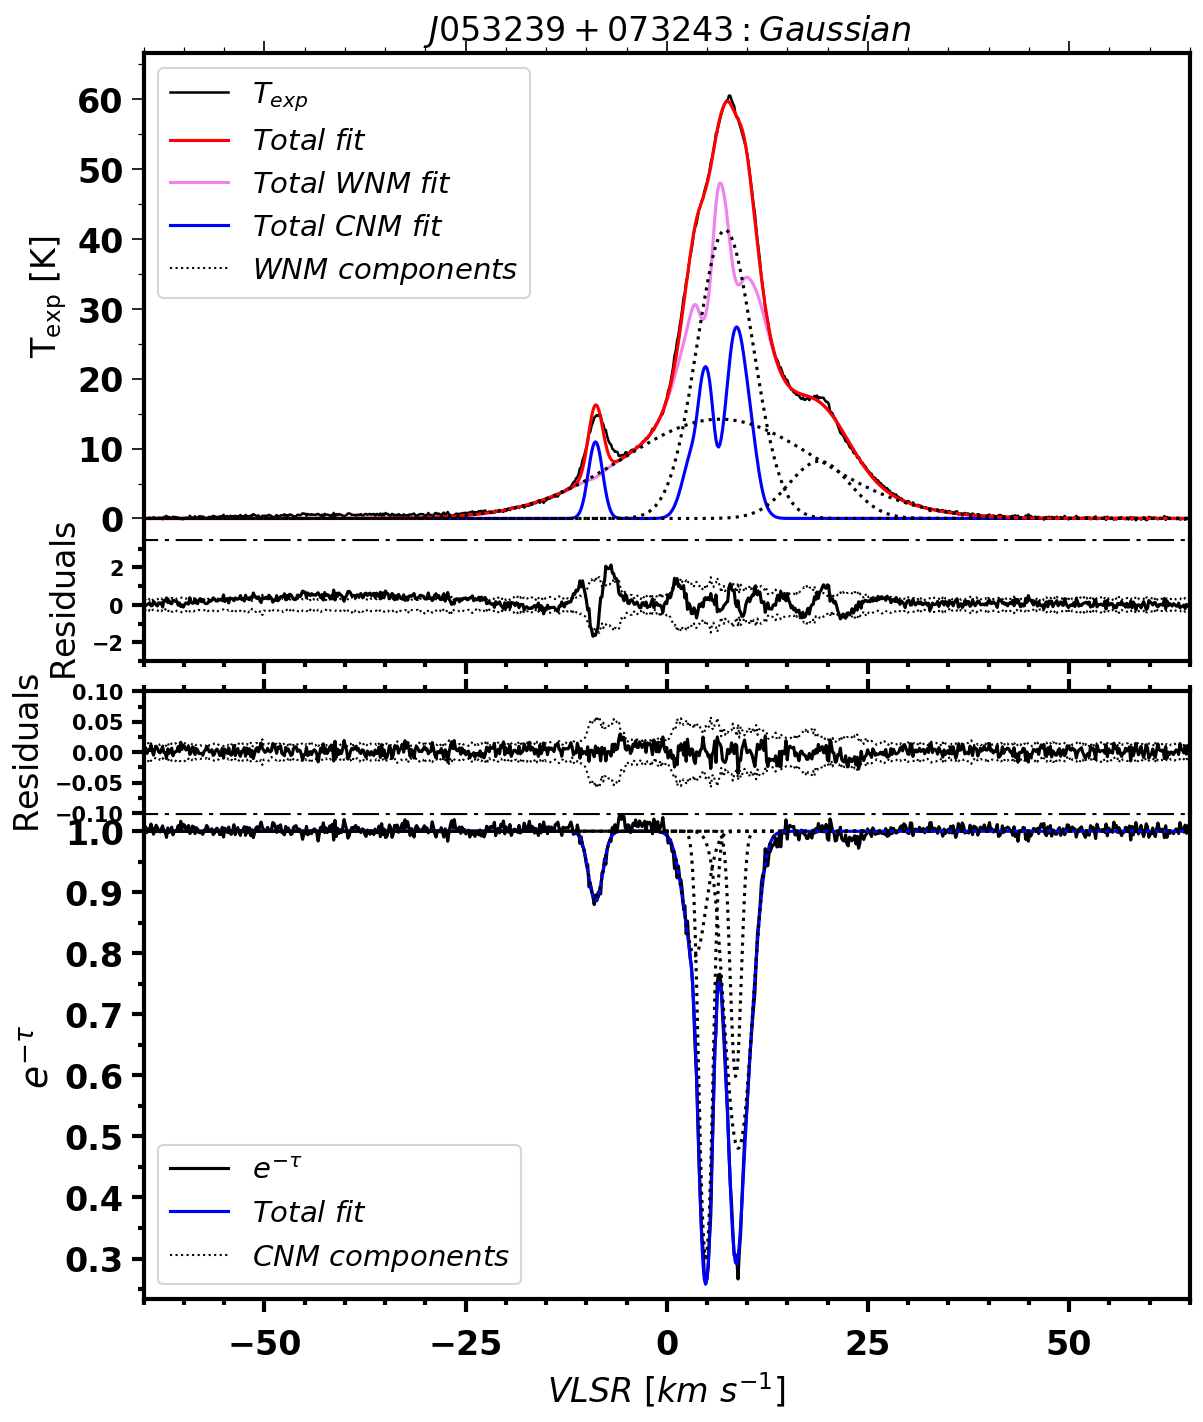 J053239 + 073243 : Gaussian
T_exp
Total fit
Total WNM fit
Total CNM fit
WNM components
T_exp [K]
60
50
40
30
20
10
0
Residuals
2
0
−2
Residuals
0.10
0.05
0.00
−0.05
−0.10
e^−τ
1.0
0.9
0.8
0.7
0.6
0.5
0.4
0.3
e^−τ
Total fit
CNM components
−50 −25 0 25 50
VLSR [km s^−1]